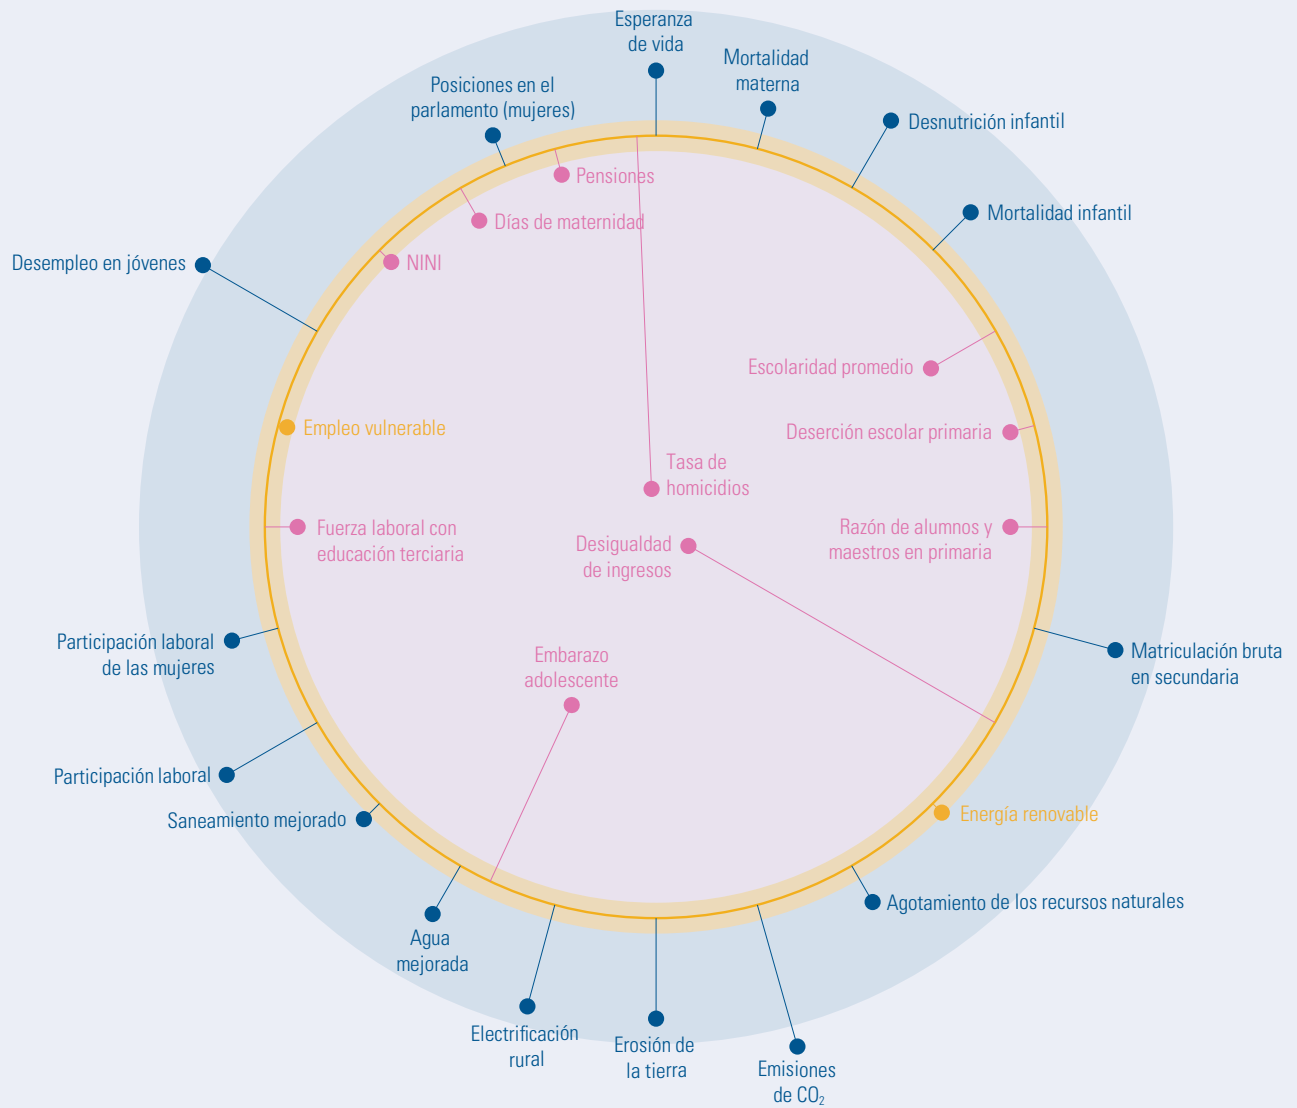 Esperanza
de vida
Mortalidad
materna
Posiciones en el
parlamento (mujeres)
Desnutrición infantil
Pensiones
Mortalidad infantil
Días de maternidad
Desempleo en jóvenes
NINI
Escolaridad promedio
Empleo vulnerable
Deserción escolar primaria
Tasa de
homicidios
Fuerza laboral con
educación terciaria
Razón de alumnos y
maestros en primaria
Desigualdad
de ingresos
Participación laboral
de las mujeres
Embarazo
adolescente
Matriculación bruta
en secundaria
Participación laboral
Saneamiento mejorado
Energía renovable
Agotamiento de los recursos naturales
Agua
mejorada
Electrificación
rural
Erosión de
la tierra
Emisiones
de CO₂